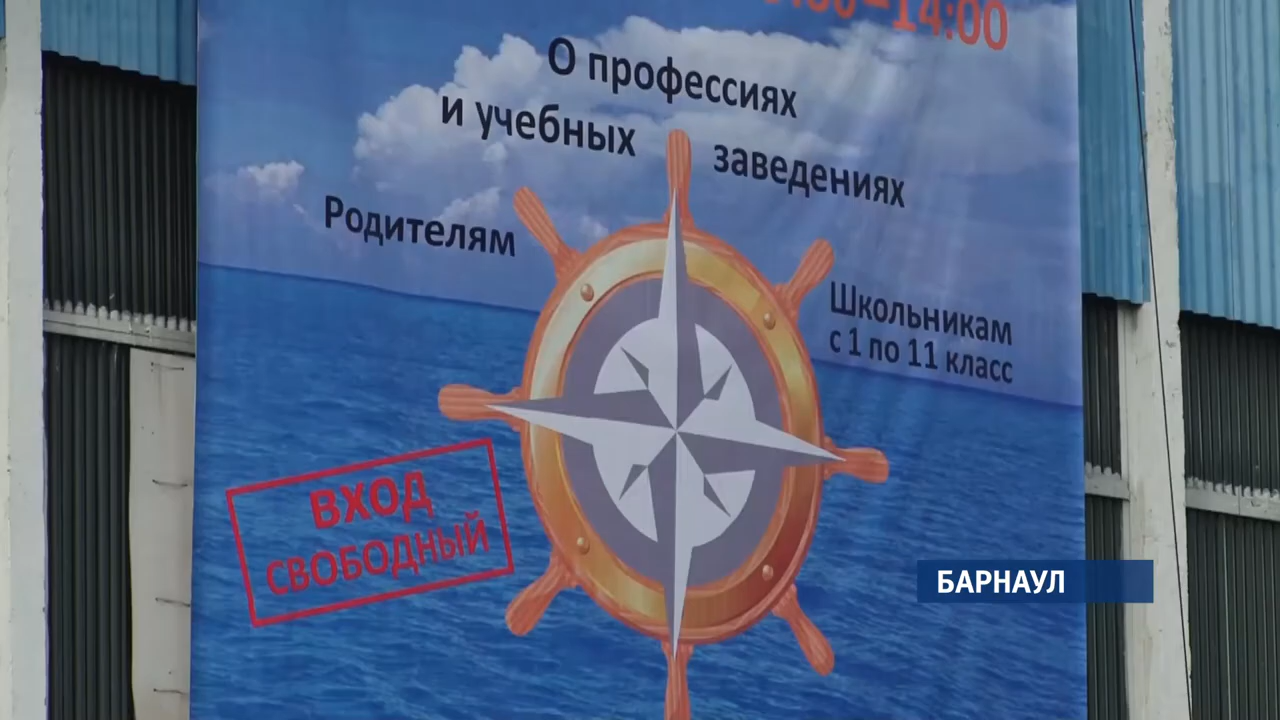 14:00
О профессиях
и учебных заведениях
Родителям
Школьникам
с 1 по 11 класс
ВХОД
СВОБОДНЫЙ
БАРНАУЛ